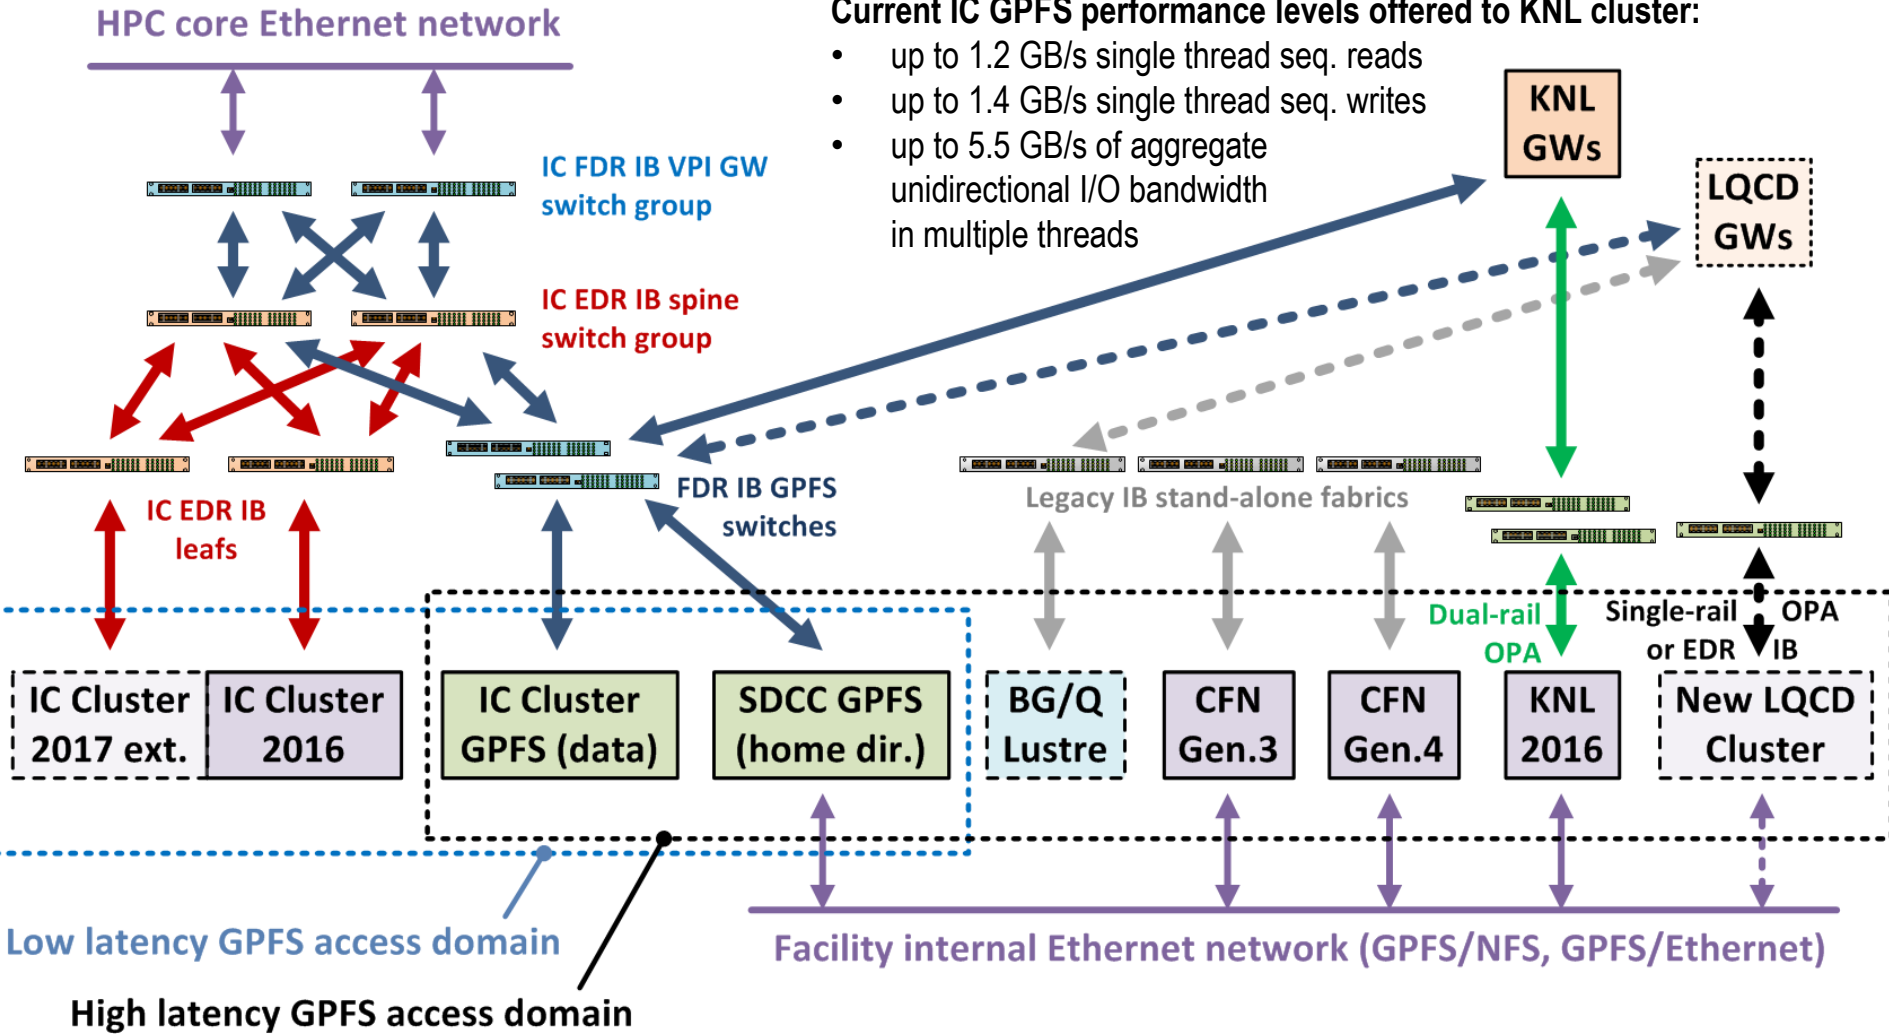 HPC core Ethernet network
Current IC GPFS performance levels offered to KNL cluster:
• up to 1.2 GB/s single thread seq. reads
• up to 1.4 GB/s single thread seq. writes
• up to 5.5 GB/s of aggregate
unidirectional I/O bandwidth
in multiple threads
KNL
GWs
LQCD
GWs
IC FDR IB VPI GW
switch group
IC EDR IB spine
switch group
IC EDR IB
leafs
FDR IB GPFS
switches
Legacy IB stand-alone fabrics
Dual-rail
OPA
Single-rail OPA
or EDR IB
IC Cluster
2017 ext.
IC Cluster
2016
IC Cluster
GPFS (data)
SDCC GPFS
(home dir.)
BG/Q
Lustre
CFN
Gen.3
CFN
Gen.4
KNL
2016
New LQCD
Cluster
Low latency GPFS access domain
Facility internal Ethernet network (GPFS/NFS, GPFS/Ethernet)
High latency GPFS access domain